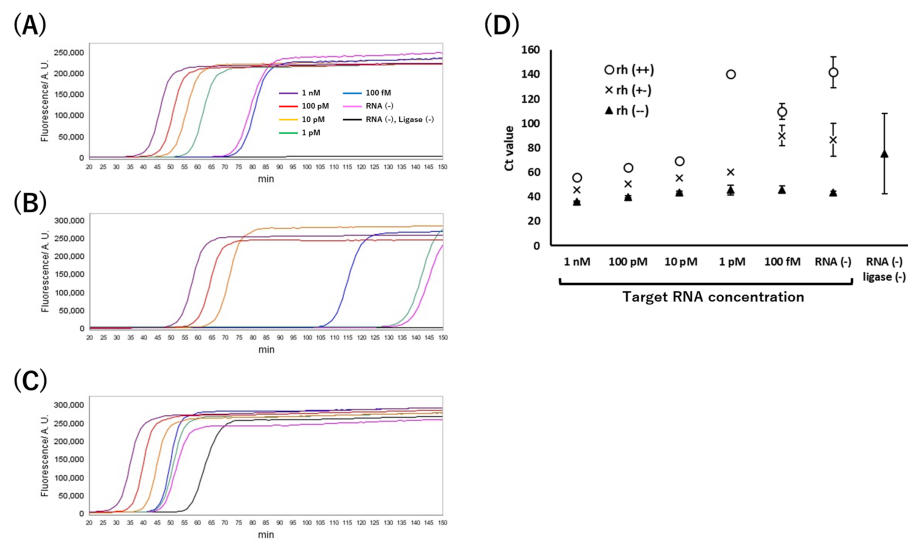 (A)
250,000
200,000
150,000
100,000
50,000
0
Fluorescence/ A. U.
1 nM
100 pM
10 pM
1 pM
100 fM
RNA (-)
RNA (-), Ligase (-)
20 25 30 35 40 45 50 55 60 65 70 75 80 85 90 95 100 105 110 115 120 125 130 135 140 145 150
min
(B)
300,000
250,000
200,000
150,000
100,000
50,000
0
Fluorescence/ A. U.
20 25 30 35 40 45 50 55 60 65 70 75 80 85 90 95 100 105 110 115 120 125 130 135 140 145 150
min
(C)
300,000
250,000
200,000
150,000
100,000
50,000
0
Fluorescence/ A. U.
20 25 30 35 40 45 50 55 60 65 70 75 80 85 90 95 100 105 110 115 120 125 130 135 140 145 150
min
(D)
160
140
120
100
80
60
40
20
0
Ct value
rh (++)
rh (+-)
rh (--)
1 nM 100 pM 10 pM 1 pM 100 fM RNA (-) RNA (-)
ligase (-)
Target RNA concentration